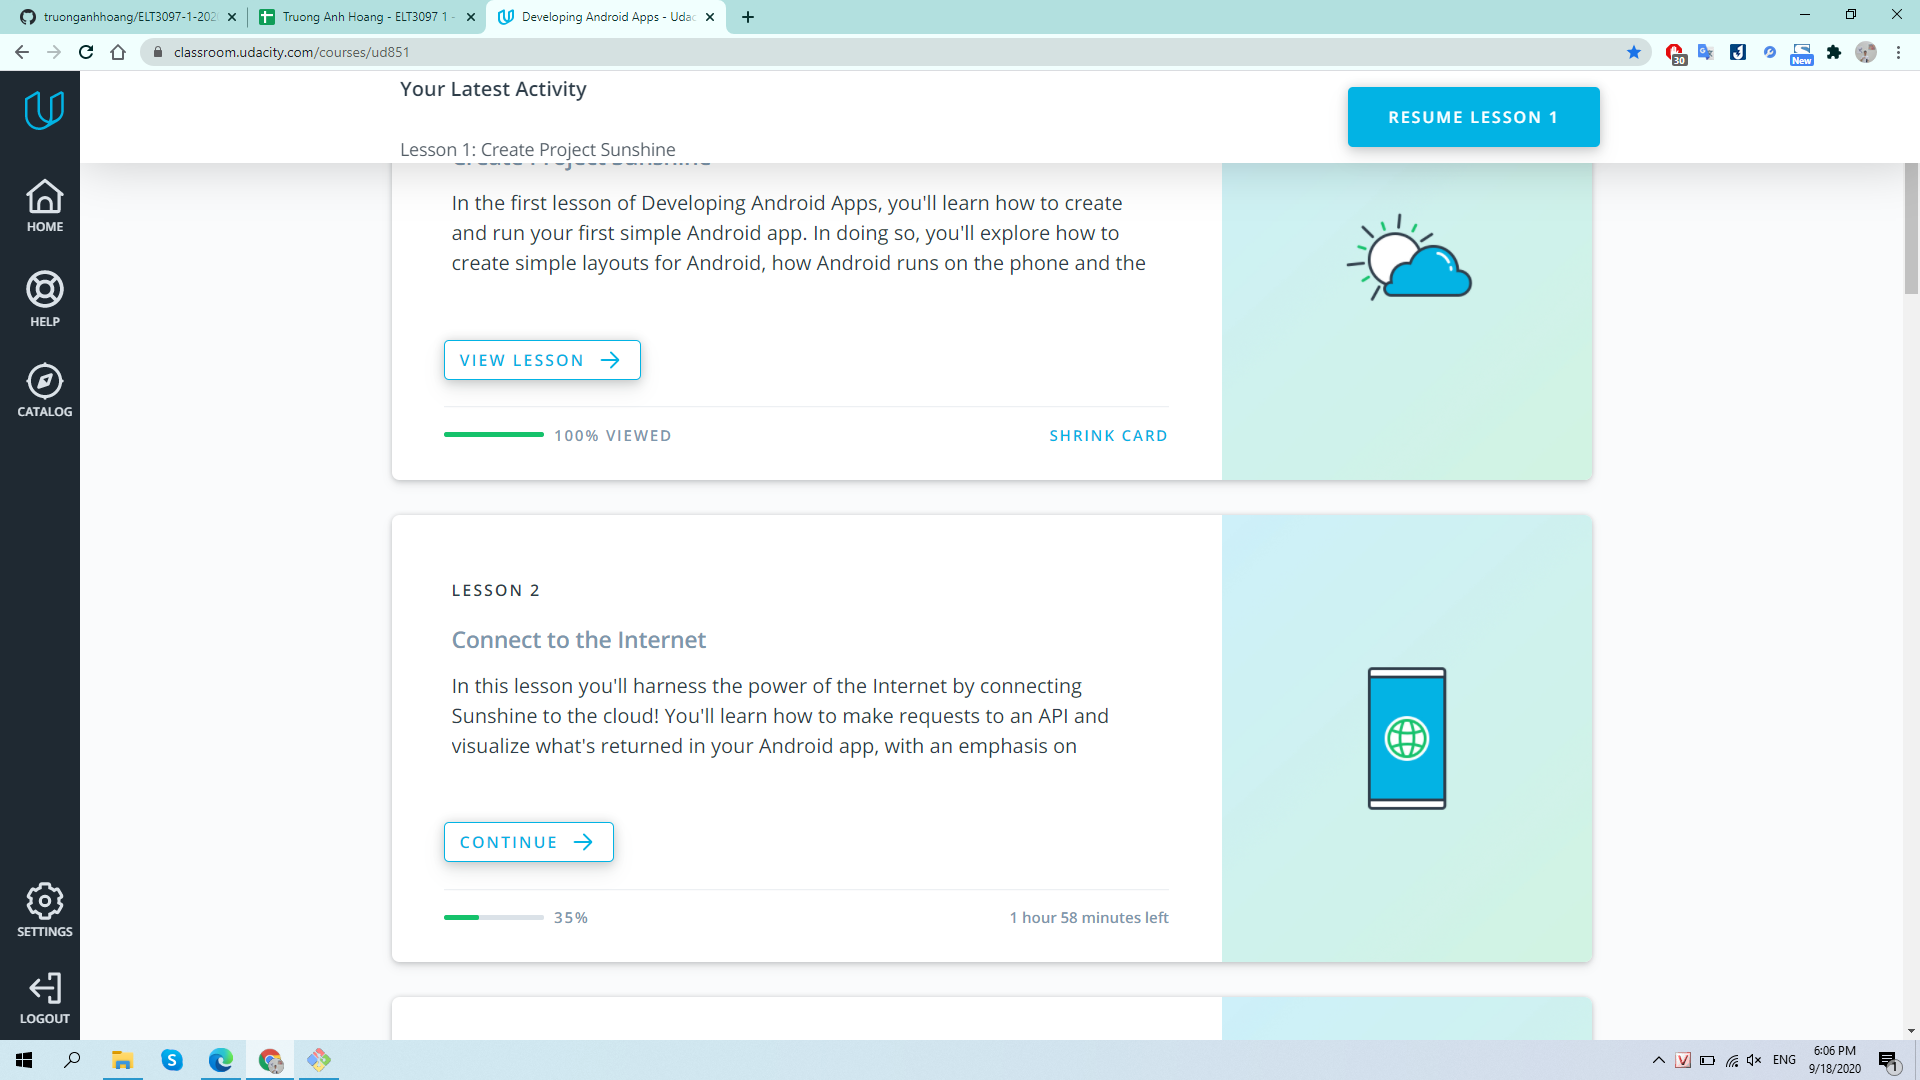 truonganhhoang/ELT3097-1-202
Truong Anh Hoang - ELT3097 1 -
Developing Android Apps - Udac
classroom.udacity.com/courses/ud851
30
New
Your Latest Activity
RESUME LESSON 1
Lesson 1: Create Project Sunshine
Create Project Sunshine
In the first lesson of Developing Android Apps, you'll learn how to create
and run your first simple Android app. In doing so, you'll explore how to
create simple layouts for Android, how Android runs on the phone and the
VIEW LESSON
100% VIEWED
SHRINK CARD
LESSON 2
Connect to the Internet
In this lesson you'll harness the power of the Internet by connecting
Sunshine to the cloud! You'll learn how to make requests to an API and
visualize what's returned in your Android app, with an emphasis on
CONTINUE
35%
1 hour 58 minutes left
HOME
HELP
CATALOG
SETTINGS
LOGOUT
ENG
6:06 PM
9/18/2020
1